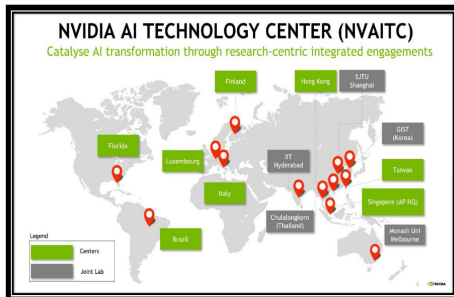 NVIDIA AI TECHNOLOGY CENTER (NVAITC)
Catalyse AI transformation through research-centric integrated engagements
Finland
Hong Kong
SJTU
Shanghai
Florida
Luxembourg
IIT
Hyderabad
GIST
(Korea)
Taiwan
Italy
Singapore (AP HQ)
Chulalongkorn
(Thailand)
Monash Uni
Melbourne
Brazil
Legend
Centers
Joint Lab
NVIDIA